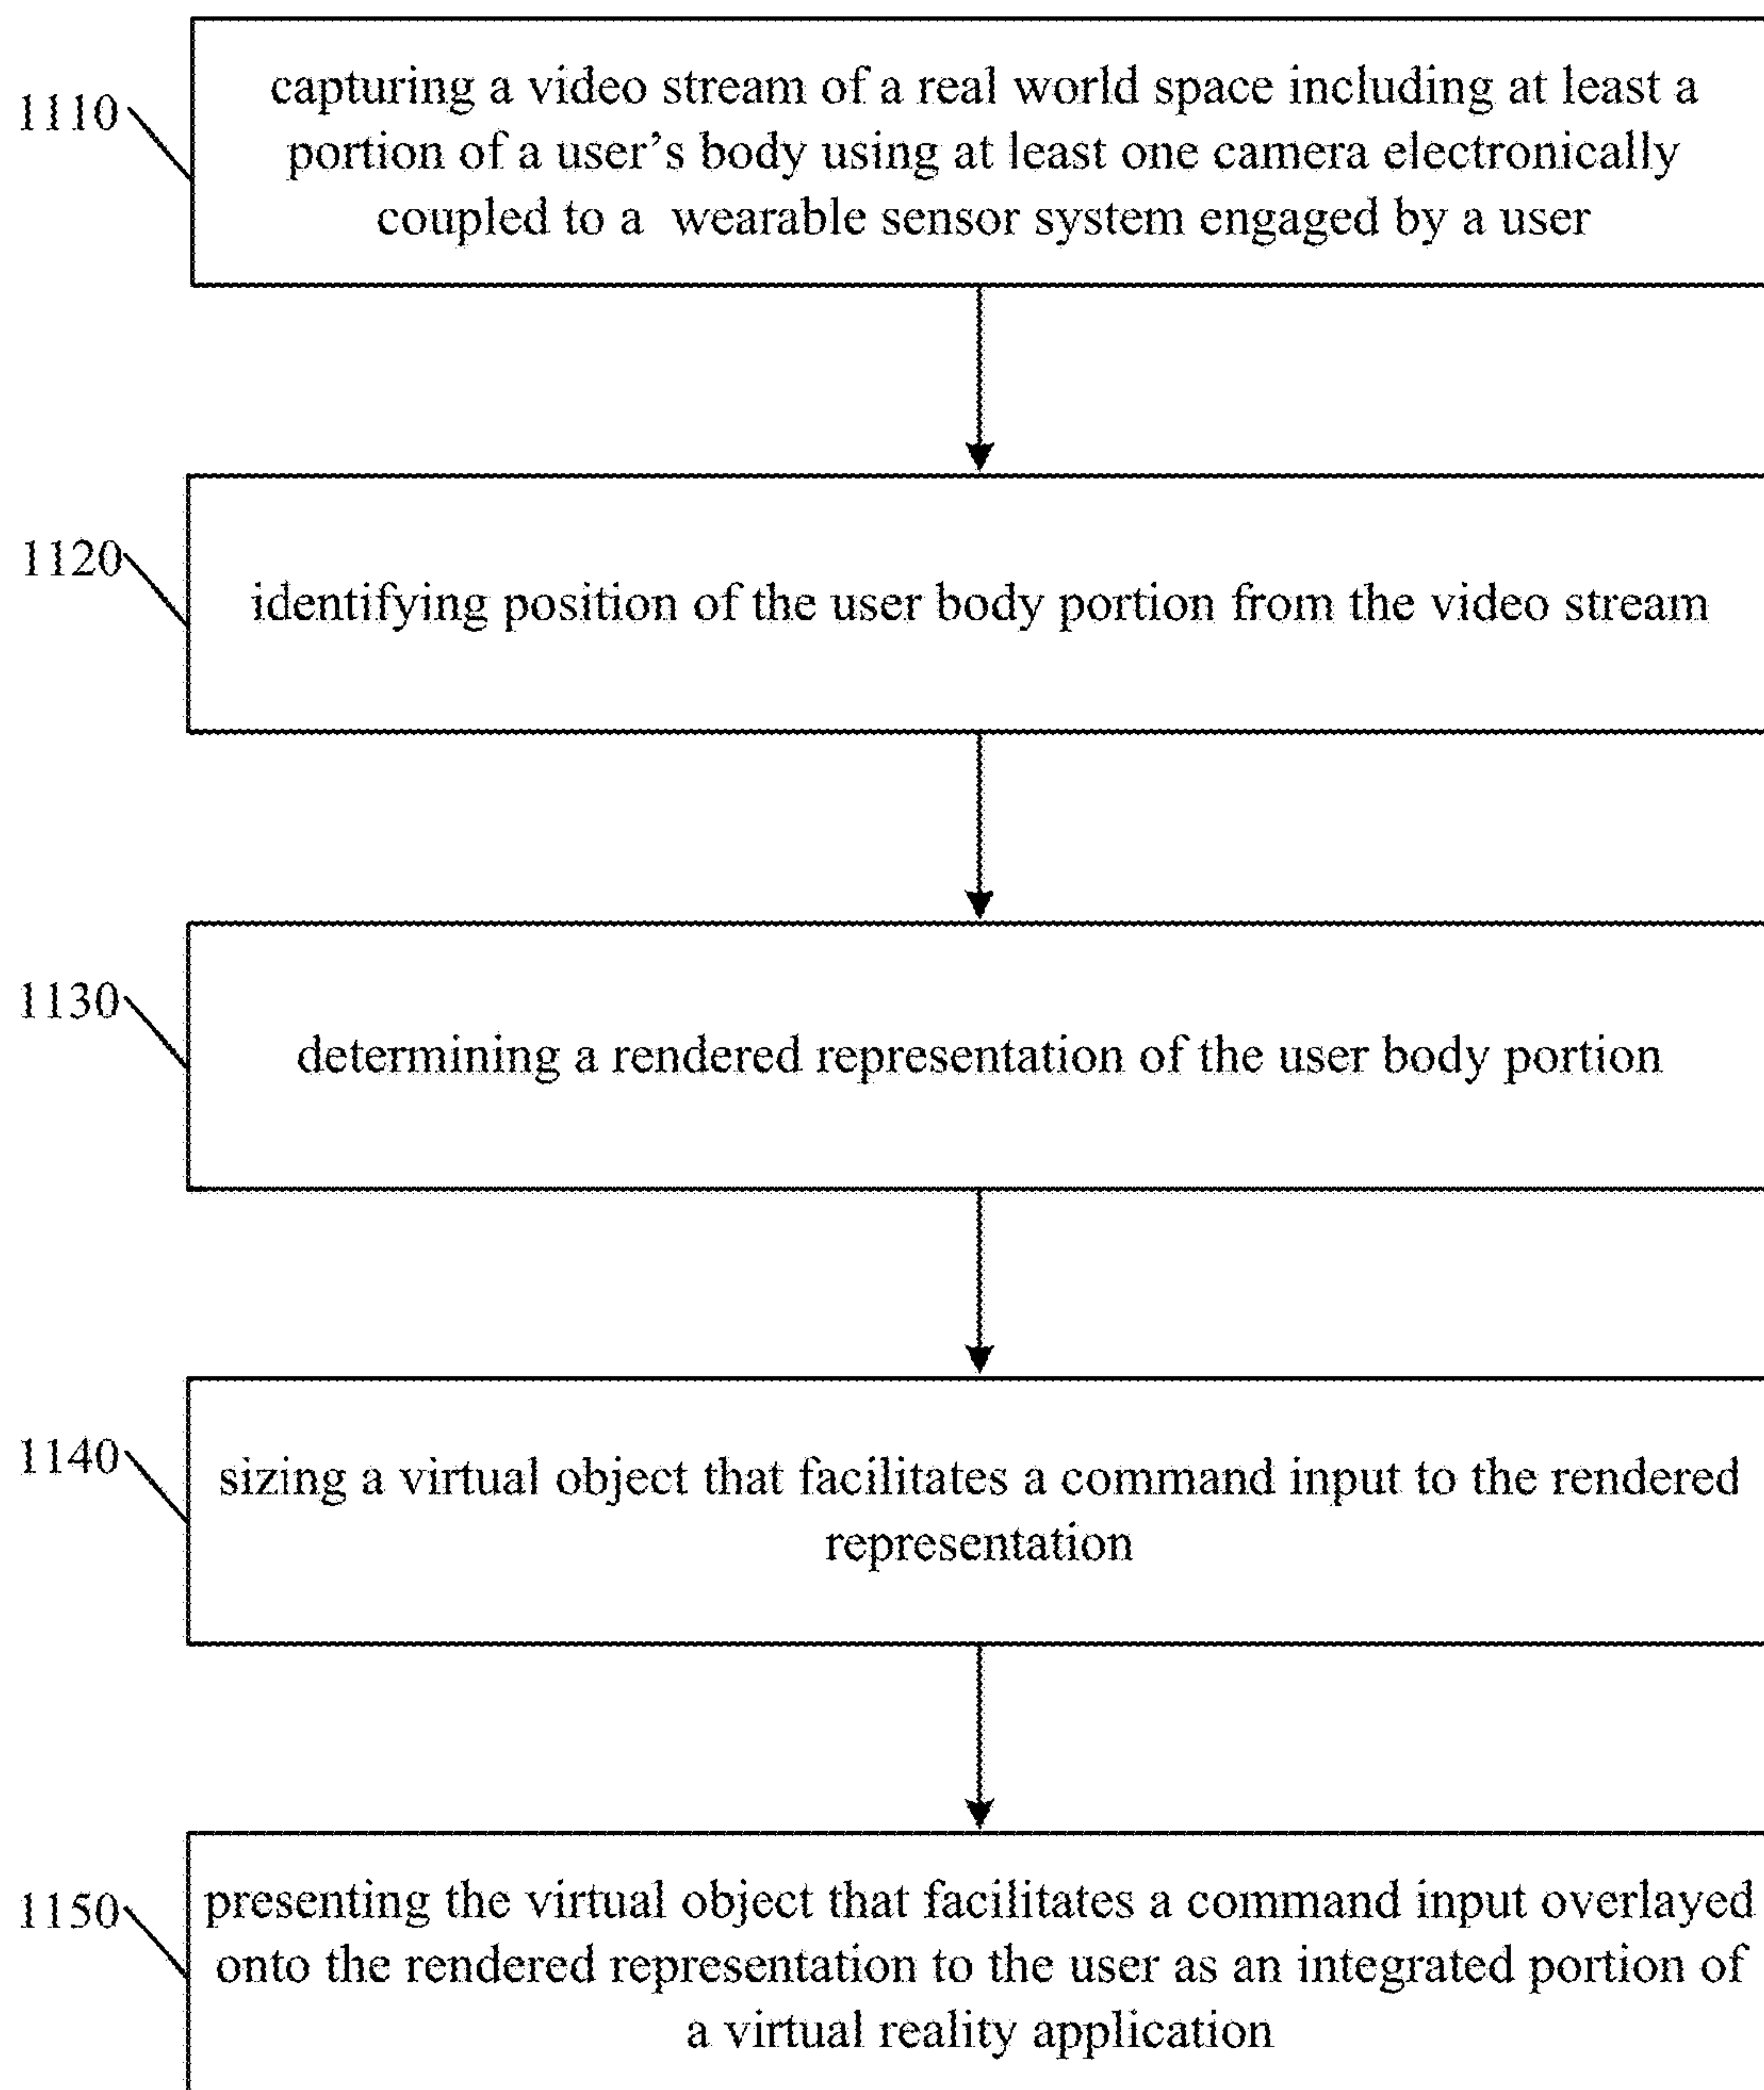 1110
capturing a video stream of a real world space including at least a
portion of a user's body using at least one camera electronically
coupled to a wearable sensor system engaged by a user
1120
identifying position of the user body portion from the video stream
1130
determining a rendered representation of the user body portion
1140
sizing a virtual object that facilitates a command input to the rendered
representation
1150
presenting the virtual object that facilitates a command input overlayed
onto the rendered representation to the user as an integrated portion of
a virtual reality application